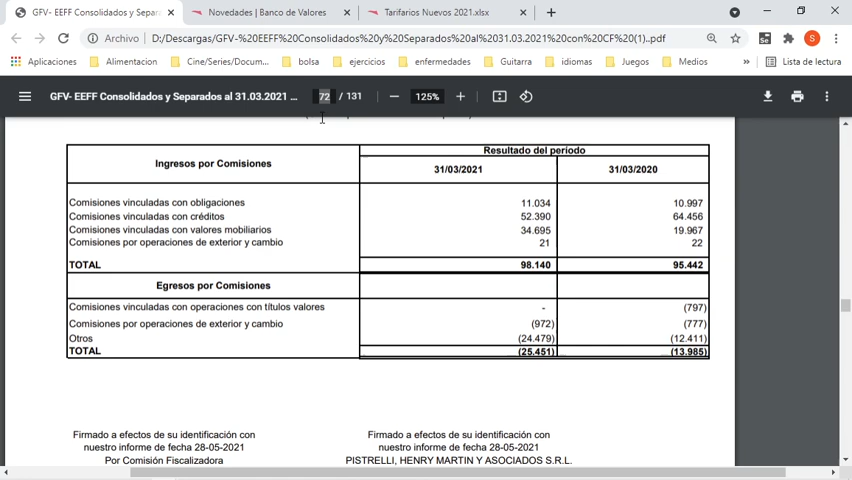 GFV- EEFF Consolidados y Separa
Novedades | Banco de Valores
Tarifarios Nuevos 2021.xlsx
Archivo D:/Descargas/GFV-%20EEFF%20Consolidados%20y%20Separados%20al%2031.03.2021%20con%20CF%20(1)..pdf
Aplicaciones Alimentacion Cine/Series/Docum... bolsa ejercicios enfermedades Guitarra idiomas Juegos Medios » Lista de lectura
GFV- EEFF Consolidados y Separados al 31.03.2021 ... 72 / 131 125%
Resultado del período
Ingresos por Comisiones 31/03/2021 31/03/2020
Comisiones vinculadas con obligaciones 11.034 10.997
Comisiones vinculadas con créditos 52.390 64.456
Comisiones vinculadas con valores mobiliarios 34.695 19.967
Comisiones por operaciones de exterior y cambio 21 22
TOTAL 98.140 95.442
Egresos por Comisiones
Comisiones vinculadas con operaciones con títulos valores - (797)
Comisiones por operaciones de exterior y cambio (972) (777)
Otros (24.479) (12.411)
TOTAL (25.451) (13.985)
Firmado a efectos de su identificación con
nuestro informe de fecha 28-05-2021
Por Comisión Fiscalizadora
Firmado a efectos de su identificación con
nuestro informe de fecha 28-05-2021
PISTRELLI, HENRY MARTIN Y ASOCIADOS S.R.L.